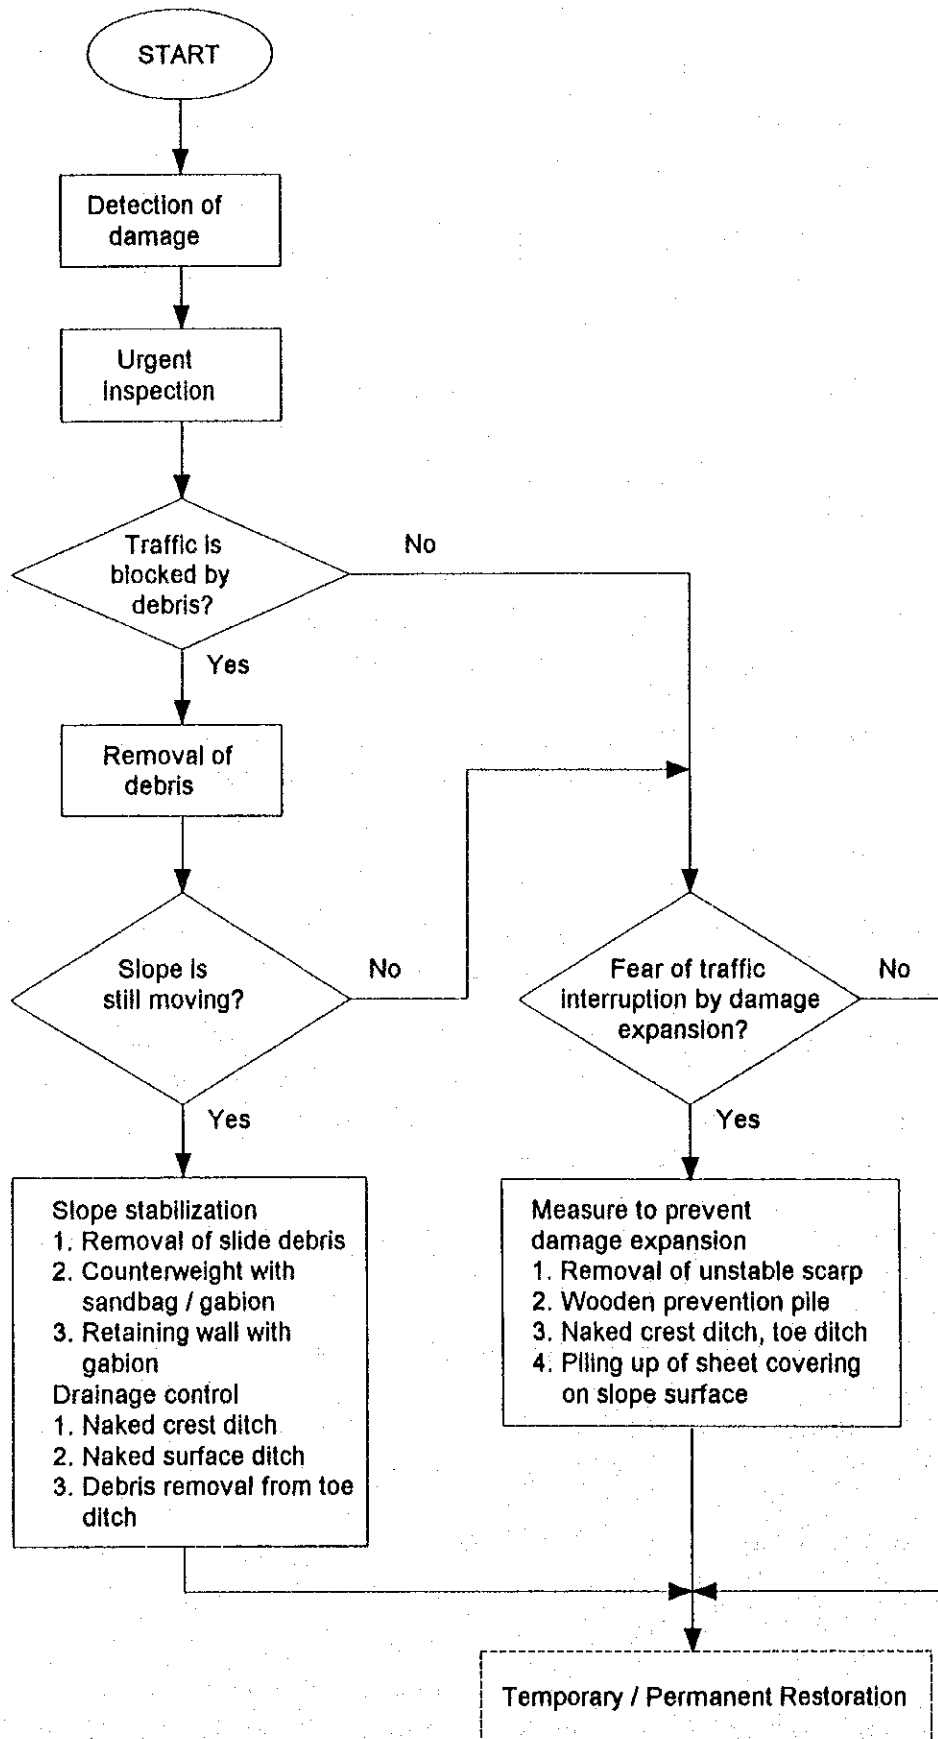 START
Detection of
damage
Urgent
inspection
Traffic is
blocked by
debris?
No
Yes
Removal of
debris
Slope is
still moving?
No
Yes
Fear of traffic
interruption by damage
expansion?
No
Yes
Slope stabilization
1. Removal of slide debris
2. Counterweight with
sandbag / gabion
3. Retaining wall with
gabion
Drainage control
1. Naked crest ditch
2. Naked surface ditch
3. Debris removal from toe
ditch
Measure to prevent
damage expansion
1. Removal of unstable scarp
2. Wooden prevention pile
3. Naked crest ditch, toe ditch
4. Piling up of sheet covering
on slope surface
Temporary / Permanent Restoration